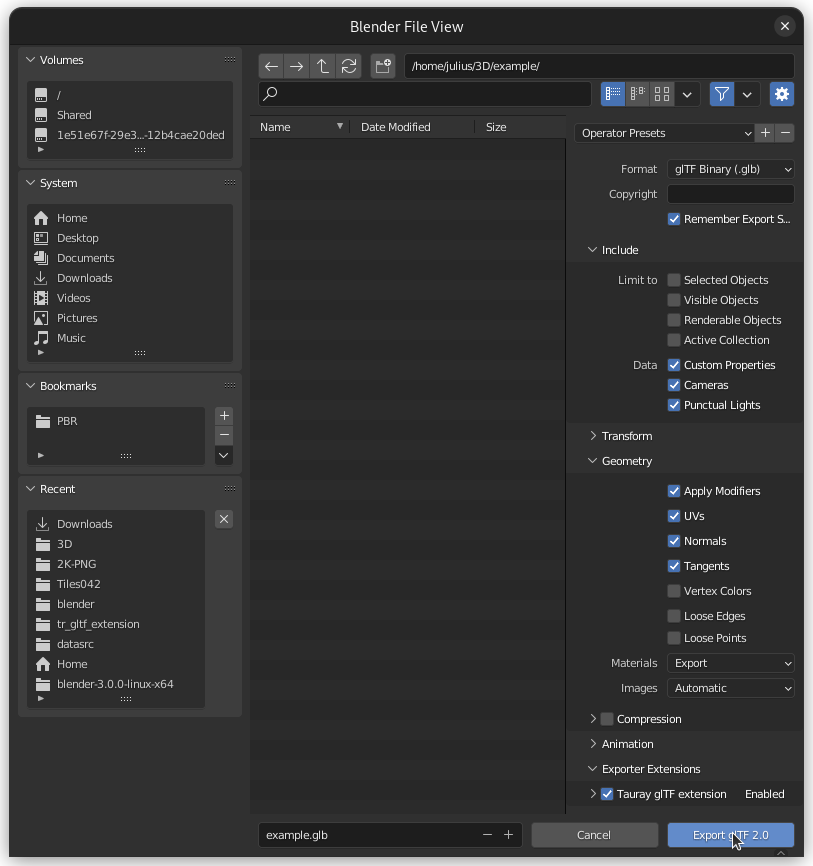 Blender File View
Volumes
/
Shared
1e51e67f-29e3...-12b4cae20ded
System
Home
Desktop
Documents
Downloads
Videos
Pictures
Music
Bookmarks
PBR
Recent
Downloads
3D
2K-PNG
Tiles042
blender
tr_gltf_extension
datasrc
Home
blender-3.0.0-linux-x64
/home/julius/3D/example/
Name Date Modified Size
example.glb
Operator Presets
Format glTF Binary (.glb)
Copyright
Remember Export S...
Include
Limit to Selected Objects
Visible Objects
Renderable Objects
Active Collection
Data Custom Properties
Cameras
Punctual Lights
Transform
Geometry
Apply Modifiers
UVs
Normals
Tangents
Vertex Colors
Loose Edges
Loose Points
Materials Export
Images Automatic
Compression
Animation
Exporter Extensions
Tauray glTF extension Enabled
Cancel
Export glTF 2.0